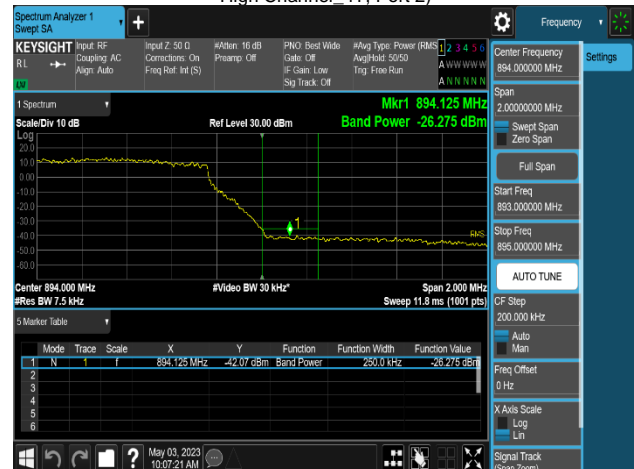 High Channel_17, Port 2)
Spectrum Analyzer 1
Swept SA
Frequency
KEYSIGHT
Input: RF
Coupling: AC
Align: Auto
RL
Input Z: 50 Ω
Corrections: On
Freq Ref: Int (S)
#Atten: 16 dB
Preamp: Off
PNO: Best Wide
Gate: Off
IF Gain: Low
Sig Track: Off
#Avg Type: Power (RMS
Avg|Hold: 50/50
Trig: Free Run
1 2 3 4 5 6
A W W W W W
A N N N N N
1 Spectrum
Scale/Div 10 dB
Log
Ref Level 30.00 dBm
Mkr1 894.125 MHz
Band Power -26.275 dBm
20.0
10.0
0.00
-10.0
-20.0
-30.0
-40.0
-50.0
-60.0
1
RMS
Center 894.000 MHz
#Res BW 7.5 kHz
#Video BW 30 kHz*
Span 2.000 MHz
Sweep 11.8 ms (1001 pts)
5 Marker Table
Mode Trace Scale X Y Function Function Width Function Value
1 N 1 f 894.125 MHz -42.07 dBm Band Power 250.0 kHz -26.275 dBm
2
3
4
5
6
May 03, 2023
10:07:21 AM
Center Frequency
894.000000 MHz
Settings
Span
2.00000000 MHz
Swept Span
Zero Span
Full Span
Start Freq
893.000000 MHz
Stop Freq
895.000000 MHz
AUTO TUNE
CF Step
200.000 kHz
Auto
Man
Freq Offset
0 Hz
X Axis Scale
Log
Lin
Signal Track
(Span Zoom)